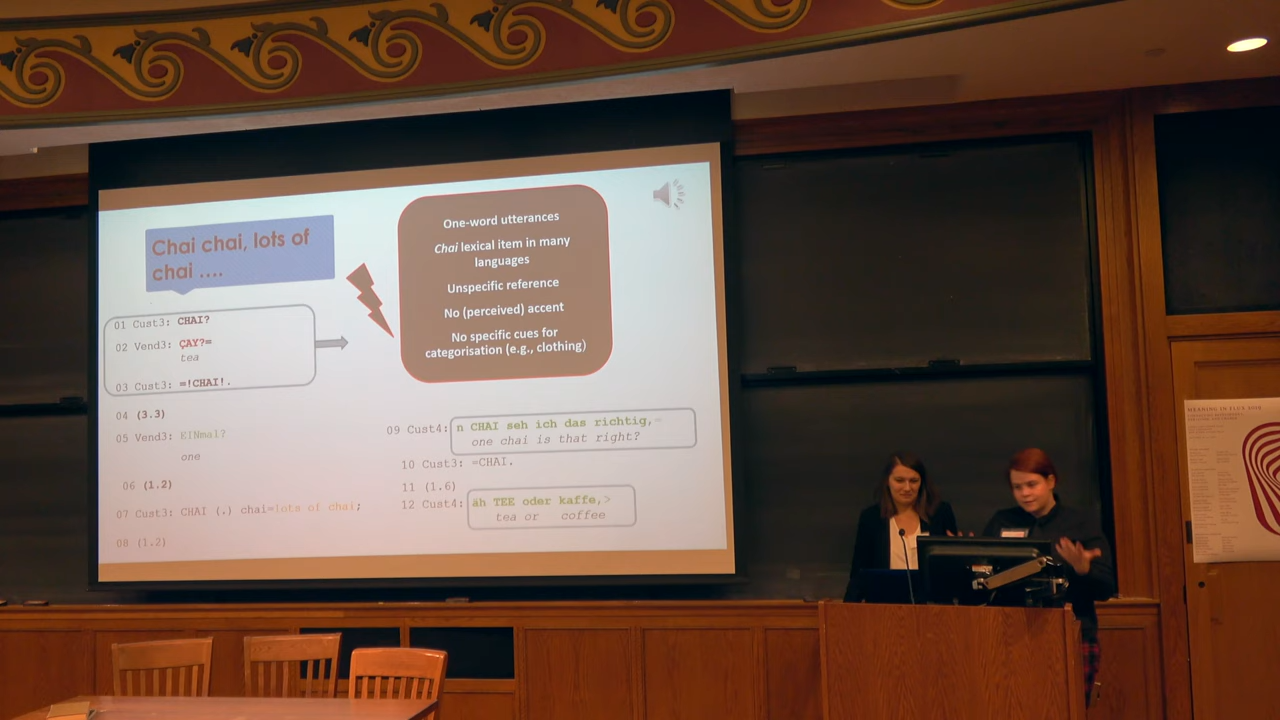 Chai chai, lots of
chai ....
One-word utterances
Chai lexical item in many
languages
Unspecific reference
No (perceived) accent
No specific cues for
categorisation (e.g., clothing)
01 Cust3: CHAI?
02 Vend3: ÇAY?=
tea
03 Cust3: =!CHAI!.
04 (3.3)
05 Vend3: EINmal?
one
06 (1.2)
07 Cust3: CHAI (.) chai=lots of chai;
08 (1.2)
09 Cust4: n CHAI seh ich das richtig,=
one chai is that right?
10 Cust3: =CHAI.
11 (1.6)
12 Cust4: äh TEE oder kaffe,>
tea or coffee
MEANING IN FLUX 2019